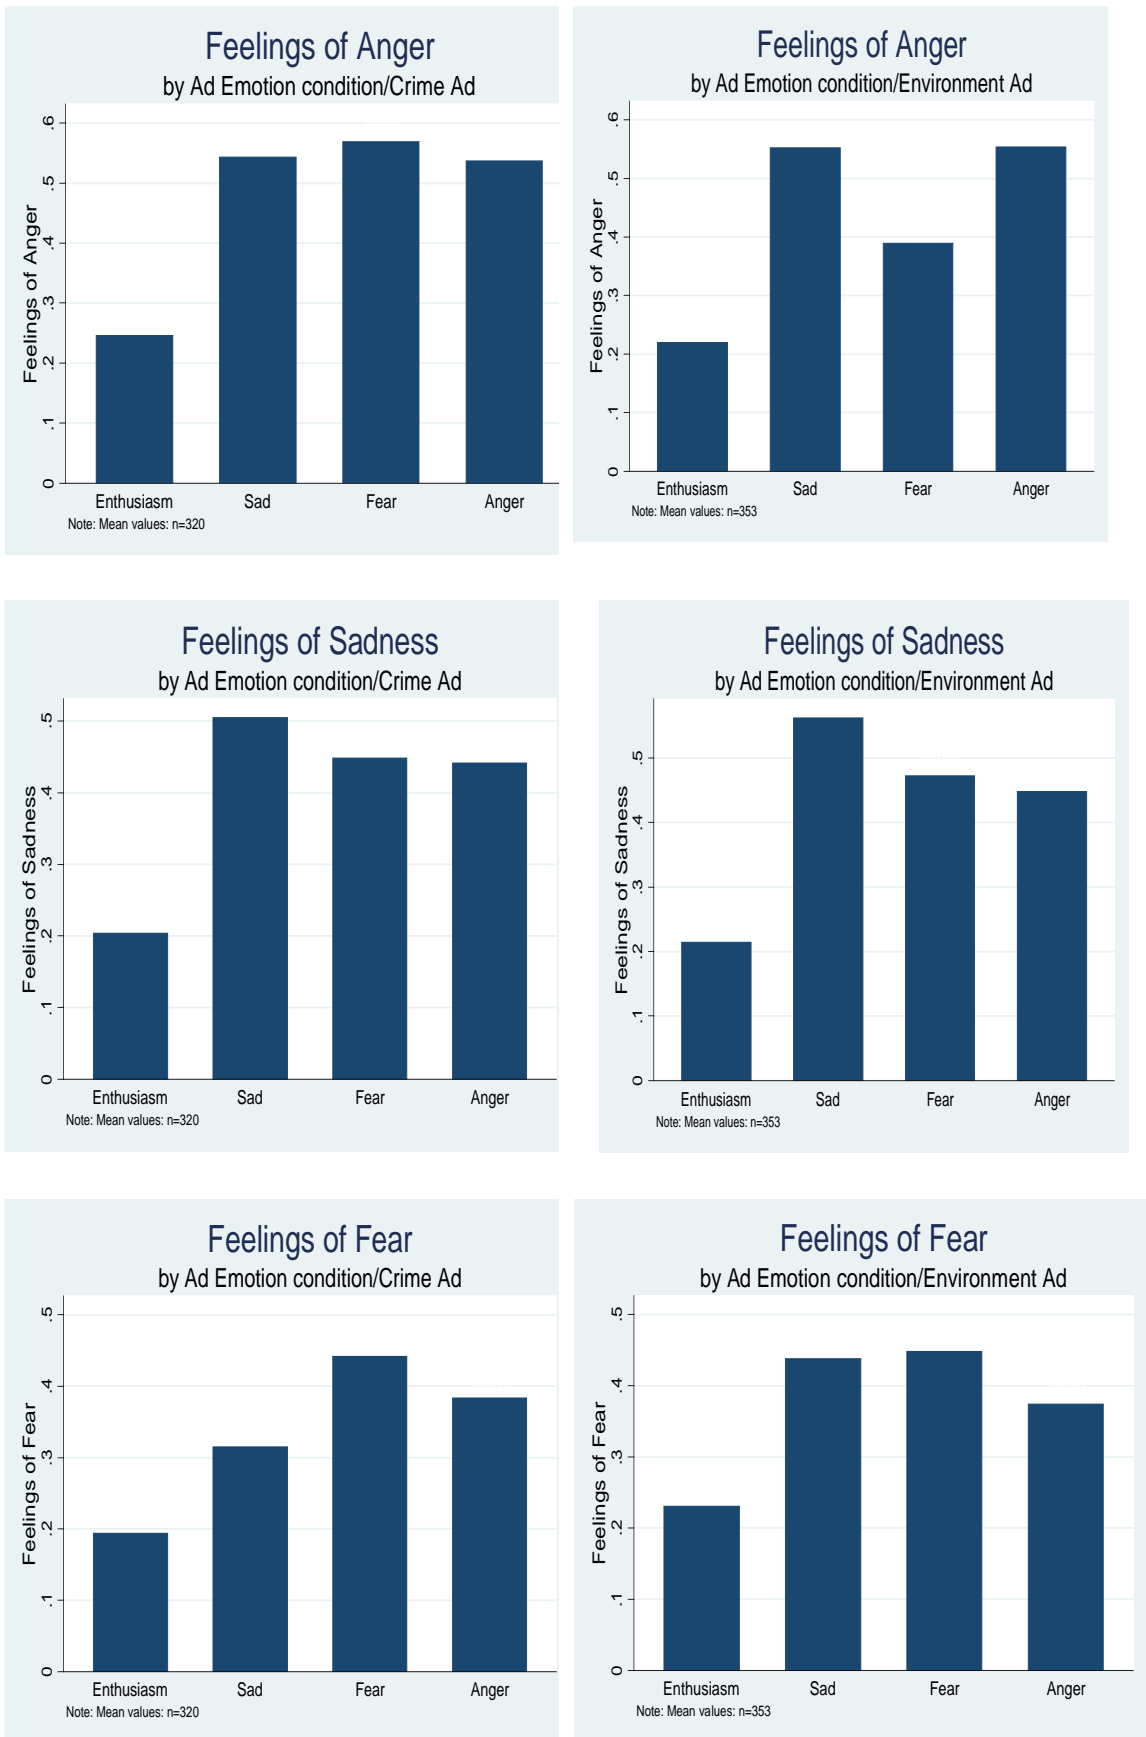 Feelings of Anger
by Ad Emotion condition/Crime Ad
Feelings of Anger
.6
.5
.4
.3
.2
.1
0
Enthusiasm Sad Fear Anger
Note: Mean values: n=320
Feelings of Anger
by Ad Emotion condition/Environment Ad
Feelings of Anger
.6
.5
.4
.3
.2
.1
0
Enthusiasm Sad Fear Anger
Note: Mean values: n=353
Feelings of Sadness
by Ad Emotion condition/Crime Ad
Feelings of Sadness
.5
.4
.3
.2
.1
0
Enthusiasm Sad Fear Anger
Note: Mean values: n=320
Feelings of Sadness
by Ad Emotion condition/Environment Ad
Feelings of Sadness
.5
.4
.3
.2
.1
0
Enthusiasm Sad Fear Anger
Note: Mean values: n=353
Feelings of Fear
by Ad Emotion condition/Crime Ad
Feelings of Fear
.5
.4
.3
.2
.1
0
Enthusiasm Sad Fear Anger
Note: Mean values: n=320
Feelings of Fear
by Ad Emotion condition/Environment Ad
Feelings of Fear
.5
.4
.3
.2
.1
0
Enthusiasm Sad Fear Anger
Note: Mean values: n=353